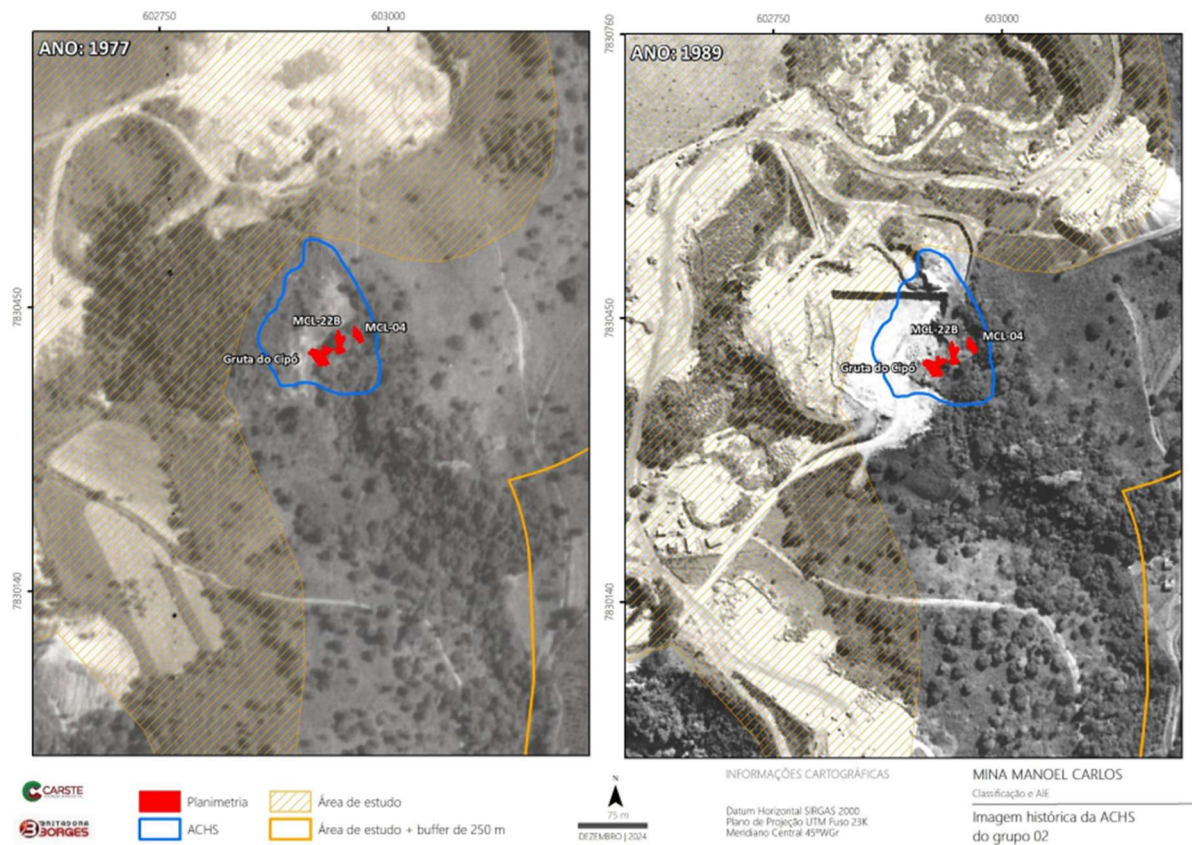 602750
603000
602750
603000
7830760
ANO: 1977
ANO: 1989
7830450
7830450
MCL-22B
MCL-04
Gruta do Cipó
MCL-22B
MCL-04
Gruta do Cipó
7830140
7830140
CARSTE
BRITADORA
BORGES
Planimetria
ACHS
Área de estudo
Área de estudo + buffer de 250 m
N
75 m
DEZEMBRO | 2024
INFORMAÇÕES CARTOGRÁFICAS
Datum Horizontal SIRGAS 2000
Plano de Projeção UTM Fuso 23K
Meridiano Central 45ºWGr
MINA MANOEL CARLOS
Classificação e AIE
Imagem histórica da ACHS
do grupo 02